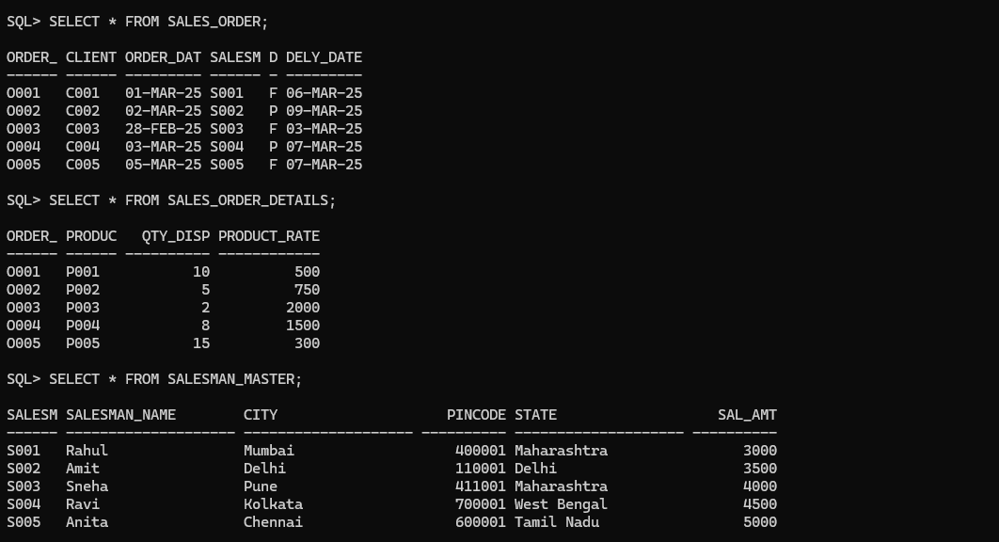 SQL> SELECT * FROM SALES_ORDER;
ORDER_ CLIENT ORDER_DAT SALESM D DELY_DATE
------ ------ --------- ------ - ---------
O001   C001   01-MAR-25 S001   F 06-MAR-25
O002   C002   02-MAR-25 S002   P 09-MAR-25
O003   C003   28-FEB-25 S003   F 03-MAR-25
O004   C004   03-MAR-25 S004   P 07-MAR-25
O005   C005   05-MAR-25 S005   F 07-MAR-25
SQL> SELECT * FROM SALES_ORDER_DETAILS;
ORDER_ PRODUC   QTY_DISP PRODUCT_RATE
------ ------ ---------- ------------
O001   P001           10          500
O002   P002            5          750
O003   P003            2         2000
O004   P004            8         1500
O005   P005           15          300
SQL> SELECT * FROM SALESMAN_MASTER;
SALESM SALESMAN_NAME        CITY                    PINCODE STATE                   SAL_AMT
------ -------------------- -------------------- ---------- -------------------- ----------
S001   Rahul                Mumbai                   400001 Maharashtra                3000
S002   Amit                 Delhi                    110001 Delhi                      3500
S003   Sneha                Pune                     411001 Maharashtra                4000
S004   Ravi                 Kolkata                  700001 West Bengal                4500
S005   Anita                Chennai                  600001 Tamil Nadu                 5000